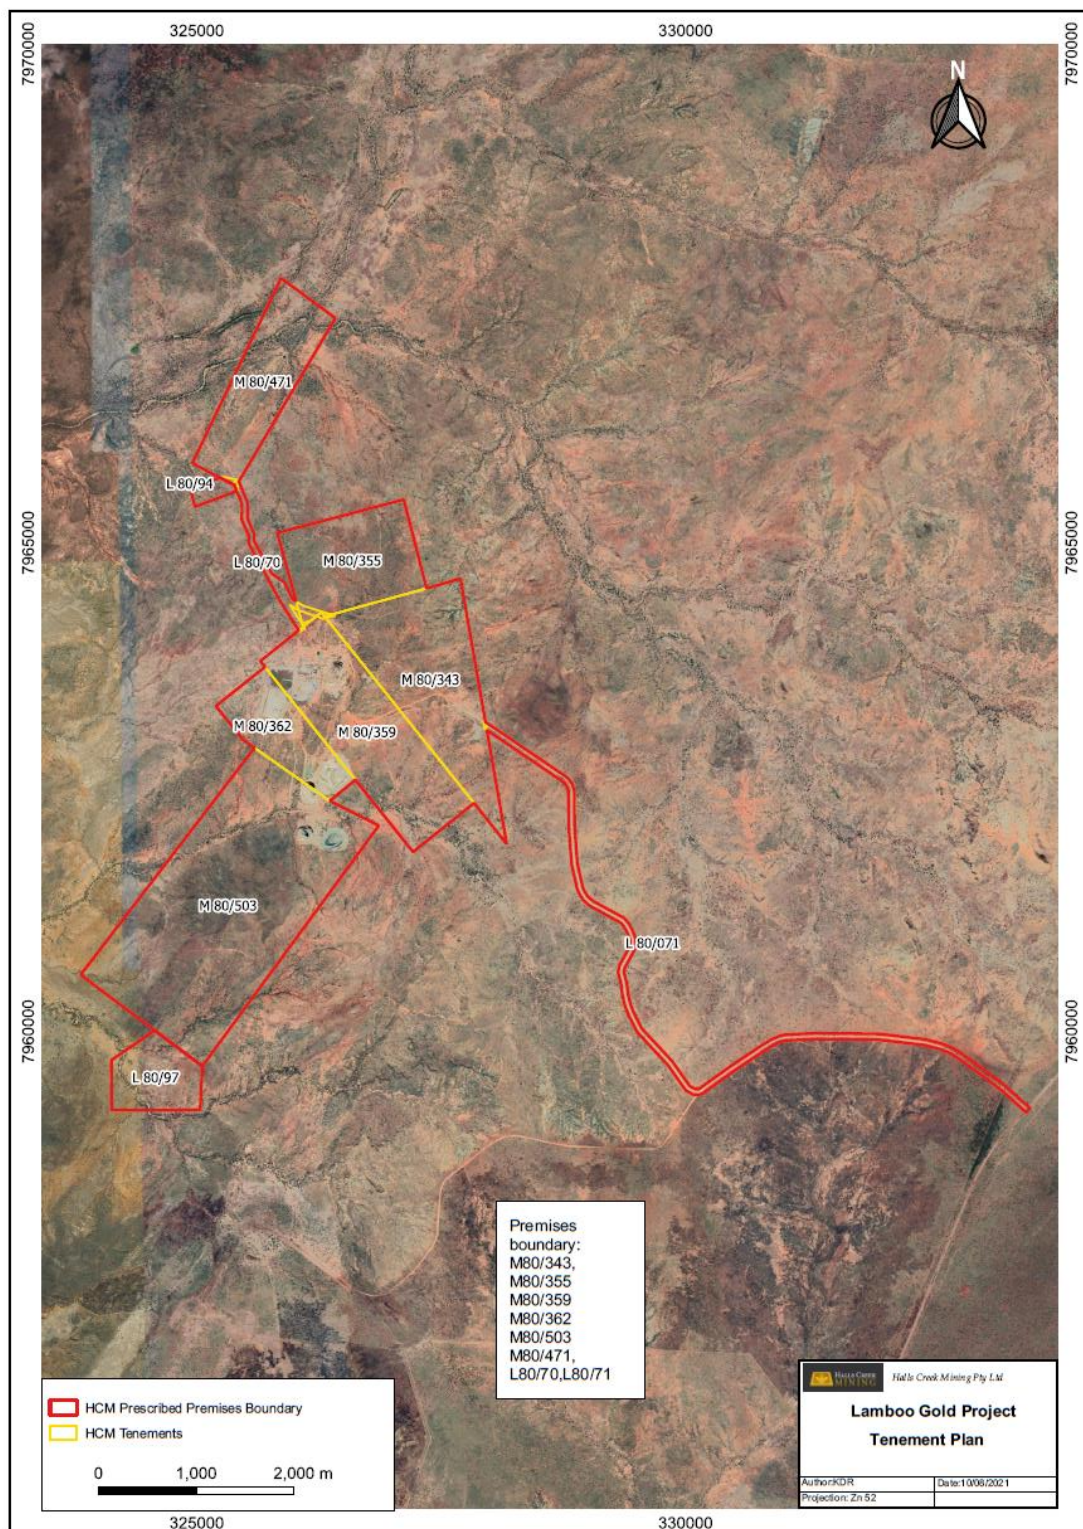 325000
330000
7970000
7970000
N
M 80/471
L 80/94
7965000
7965000
L 80/70
M 80/355
M 80/343
M 80/362
M 80/359
M 80/503
L 80/071
7960000
7960000
L 80/97
Premises
boundary:
M80/343,
M80/355
M80/359
M80/362
M80/503
M80/471,
L80/70,L80/71
HCM Prescribed Premises Boundary
HCM Tenements
0 1,000 2,000 m
HALLS CREEK
MINING
Halls Creek Mining Pty Ltd
Lamboo Gold Project
Tenement Plan
Author:KDR
Date:10/08/2021
Projection: Zn 52
325000
330000